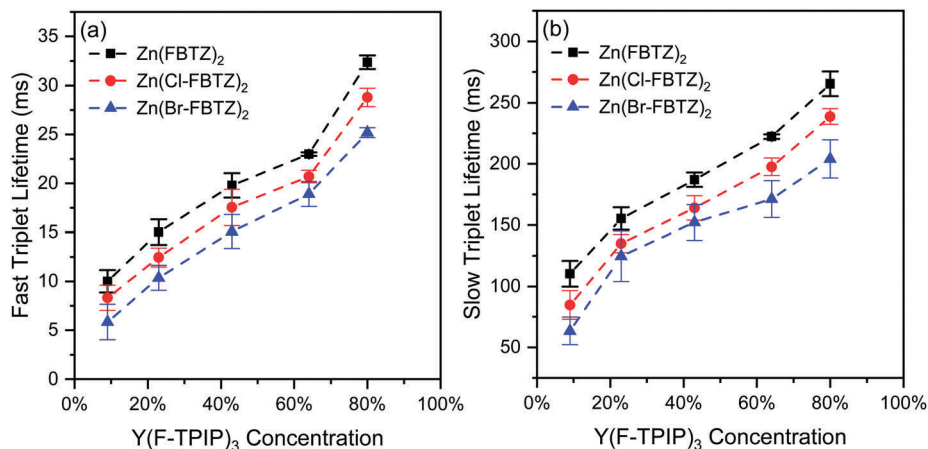 (a)
Zn(FBTZ)₂
Zn(Cl-FBTZ)₂
Zn(Br-FBTZ)₂
Fast Triplet Lifetime (ms)
35
30
25
20
15
10
5
0
0% 20% 40% 60% 80% 100%
Y(F-TPIP)₃ Concentration
(b)
Zn(FBTZ)₂
Zn(Cl-FBTZ)₂
Zn(Br-FBTZ)₂
Slow Triplet Lifetime (ms)
300
250
200
150
100
50
0% 20% 40% 60% 80% 100%
Y(F-TPIP)₃ Concentration